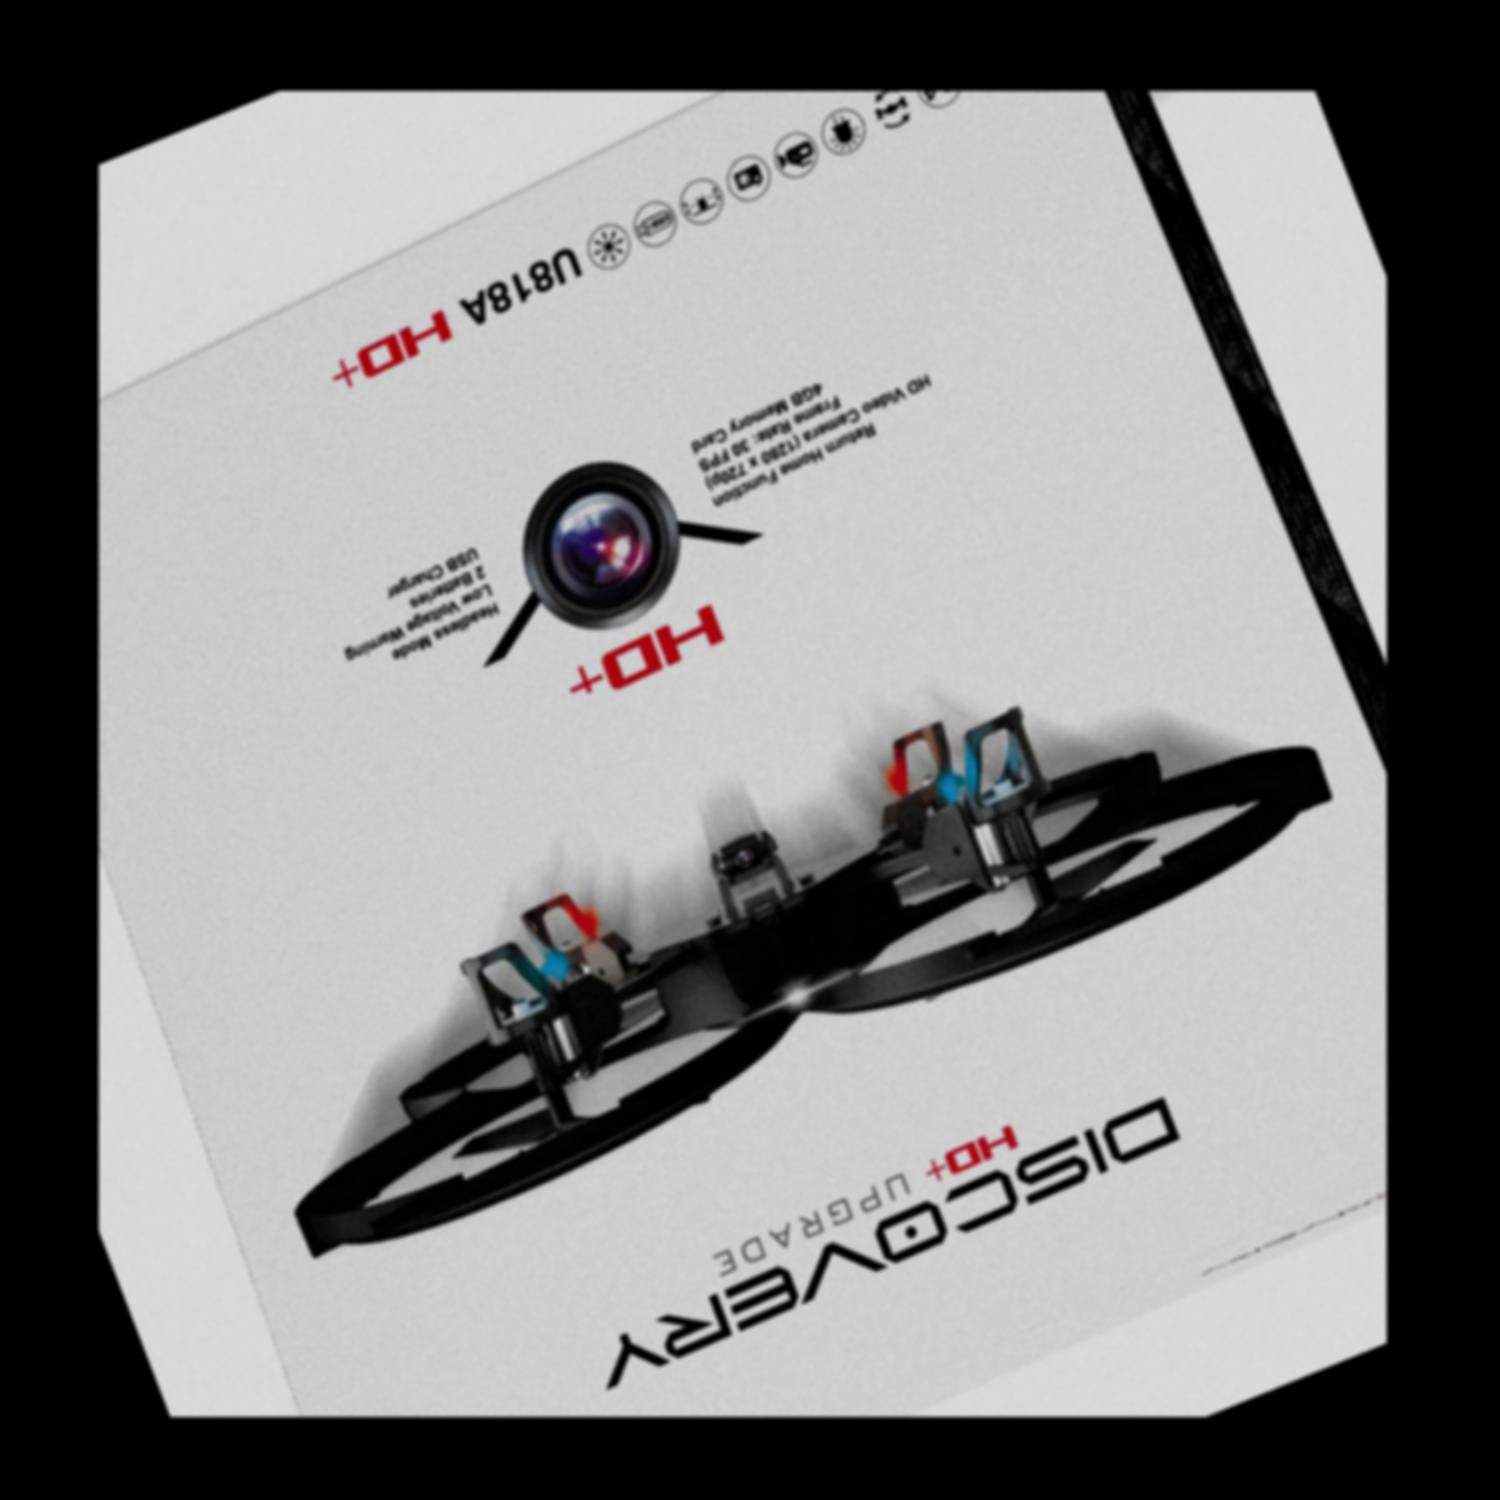 DISCOVERY
HD+ UPGRADE
HD+
Return Home Function
HD Video Camera (1280 x 720p)
Frame Rate: 30 FPS
4GB Memory Card
Headless Mode
Low Voltage Warning
2 Batteries
USB Charger
U818A HD+